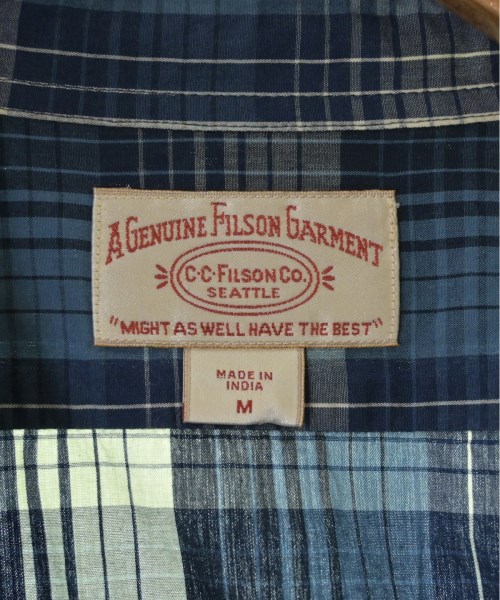 A GENUINE FILSON GARMENT
C·C·FILSON CO.
SEATTLE
"MIGHT AS WELL HAVE THE BEST"
MADE IN
INDIA
M